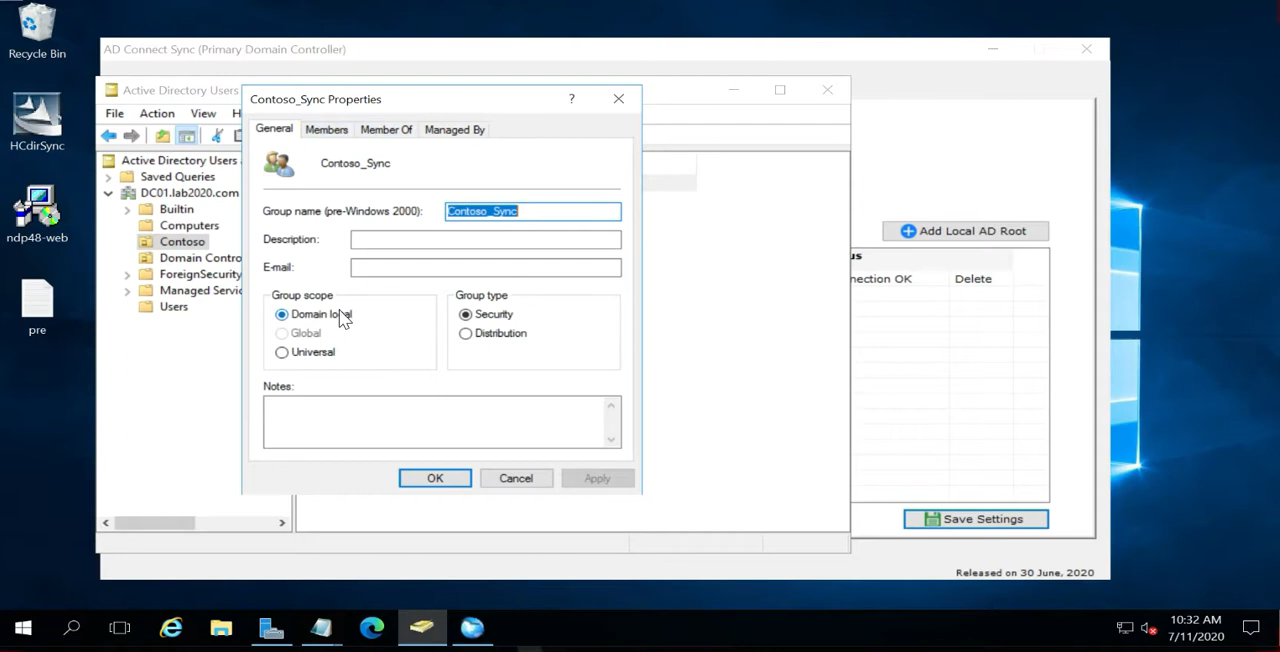 Recycle Bin
HCdirSync
ndp48-web
pre
AD Connect Sync (Primary Domain Controller)
Active Directory Users
File Action View H
Active Directory Users
Saved Queries
DC01.lab2020.com
Builtin
Computers
Contoso
Domain Contro
ForeignSecurity
Managed Servic
Users
Contoso_Sync Properties
?
General Members Member Of Managed By
Contoso_Sync
Group name (pre-Windows 2000): Contoso_Sync
Description:
E-mail:
Group scope
Domain local
Global
Universal
Group type
Security
Distribution
Notes:
OK Cancel Apply
Add Local AD Root
us
nection OK Delete
Save Settings
Released on 30 June, 2020
10:32 AM
7/11/2020